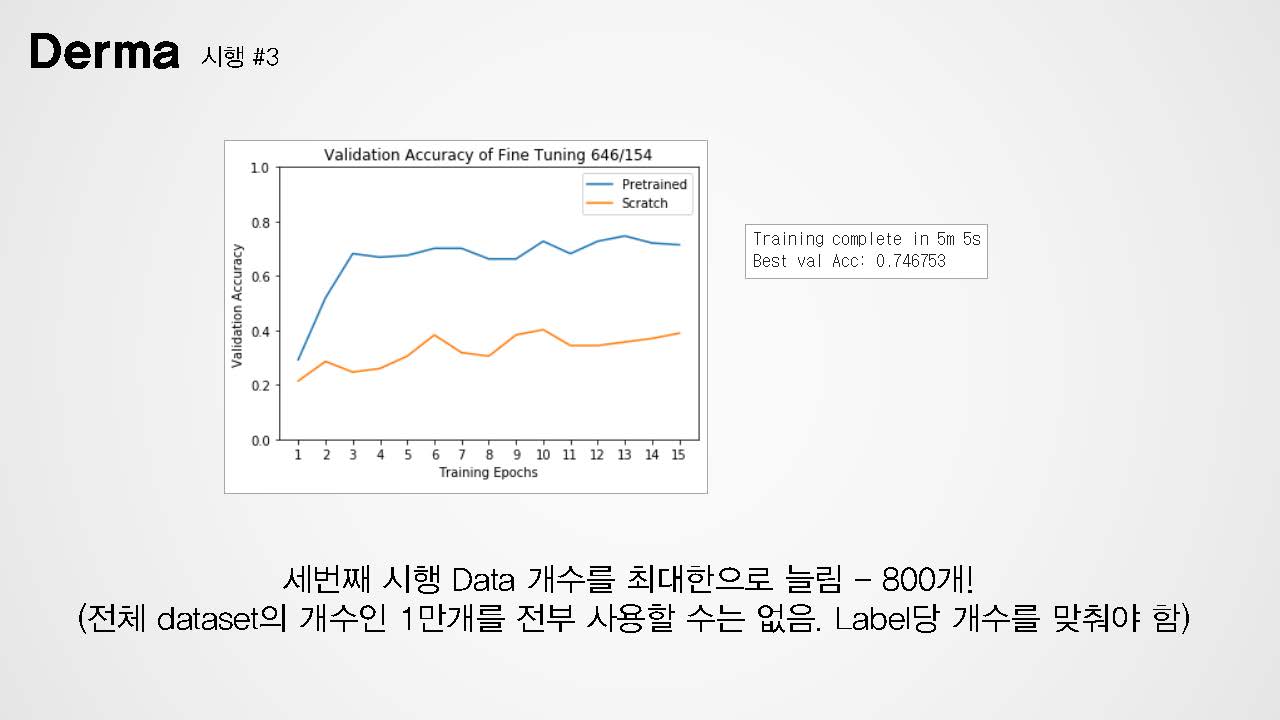 Derma 시행 #3
Validation Accuracy of Fine Tuning 646/154
1.0
0.8
0.6
0.4
0.2
0.0
Validation Accuracy
Pretrained
Scratch
1 2 3 4 5 6 7 8 9 10 11 12 13 14 15
Training Epochs
Training complete in 5m 5s
Best val Acc: 0.746753
세번째 시행 Data 개수를 최대한으로 늘림 – 800개!
(전체 dataset의 개수인 1만개를 전부 사용할 수는 없음. Label당 개수를 맞춰야 함)